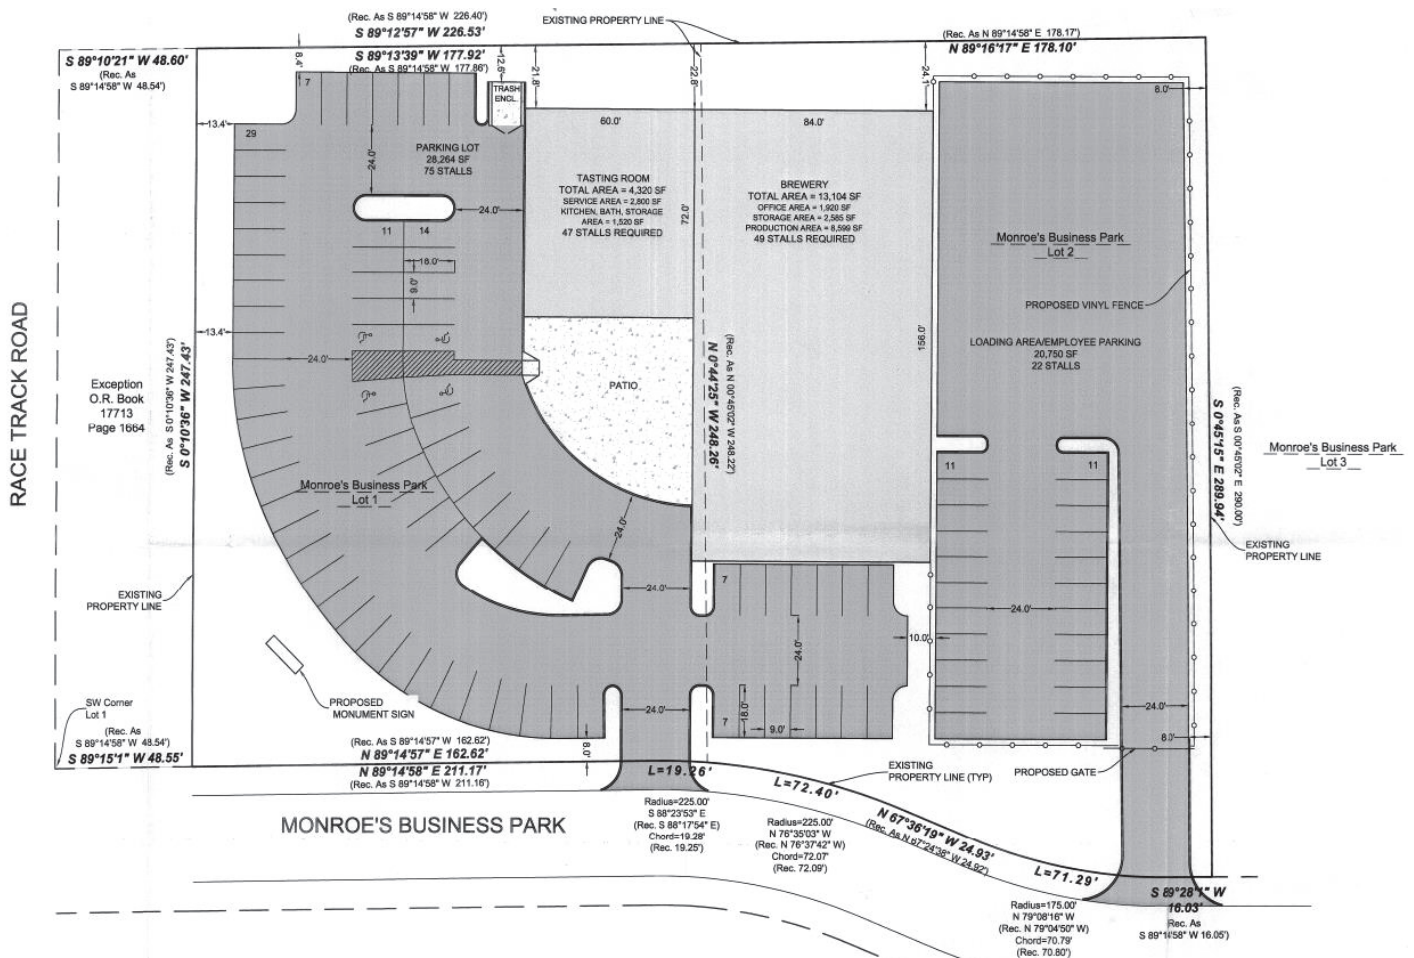 (Rec. As S 89°14'58" W 226.40')
S 89°12'57" W 226.53'
EXISTING PROPERTY LINE
(Rec. As N 89°14'58" E 178.17')
N 89°16'17" E 178.10'
S 89°10'21" W 48.60'
(Rec. As
S 89°14'58" W 48.54')
S 89°13'39" W 177.92'
(Rec. As S 89°14'58" W 177.86')
8.4'
12.6'
21.8'
22.8'
24.1'
8.0'
7
TRASH
ENCL.
13.4'
29
PARKING LOT
28,264 SF
75 STALLS
24.0'
24.0'
60.0'
84.0'
TASTING ROOM
TOTAL AREA = 4,320 SF
SERVICE AREA = 2,800 SF
KITCHEN, BATH, STORAGE
AREA = 1,520 SF
47 STALLS REQUIRED
72.0'
BREWERY
TOTAL AREA = 13,104 SF
OFFICE AREA = 1,920 SF
STORAGE AREA = 2,585 SF
PRODUCTION AREA = 8,599 SF
49 STALLS REQUIRED
Monroe's Business Park
Lot 2
11
14
18.0'
9.0'
PROPOSED VINYL FENCE
13.4'
24.0'
156.0'
LOADING AREA/EMPLOYEE PARKING
20,750 SF
22 STALLS
RACE TRACK ROAD
Exception
O.R. Book
17713
Page 1664
(Rec. As S 0°10'36" W 247.43')
S 0°10'36" W 247.43'
PATIO
N 0°44'25" W 248.26'
(Rec. As N 00°45'02" W 248.22')
S 0°45'15" E 289.94'
(Rec. As S 00°45'02" E 290.00')
Monroe's Business Park
Lot 3
Monroe's Business Park
Lot 1
11
11
24.0'
EXISTING
PROPERTY LINE
EXISTING
PROPERTY LINE
24.0'
7
24.0'
24.0'
10.0'
PROPOSED
MONUMENT SIGN
SW Corner
Lot 1
(Rec. As
S 89°14'58" W 48.54')
S 89°15'1" W 48.55'
24.0'
18.0'
9.0'
7
24.0'
8.0'
8.0'
(Rec. As S 89°14'57" W 162.62')
N 89°14'57" E 162.62'
N 89°14'58" E 211.17'
(Rec. As S 89°14'58" W 211.16')
L=19.26'
L=72.40'
EXISTING
PROPERTY LINE (TYP)
PROPOSED GATE
MONROE'S BUSINESS PARK
Radius=225.00'
S 88°23'53" E
(Rec. S 88°17'54" E)
Chord=19.28'
(Rec. 19.25')
Radius=225.00'
N 76°35'03" W
(Rec. N 76°37'42" W)
Chord=72.07'
(Rec. 72.09')
N 67°36'19" W 24.93'
(Rec. As N 67°24'38" W 24.92')
L=71.29'
S 89°28'1" W
16.03'
Rec. As
S 89°14'58" W 16.05')
Radius=175.00'
N 79°08'16" W
(Rec. N 79°04'50" W)
Chord=70.79'
(Rec. 70.80')